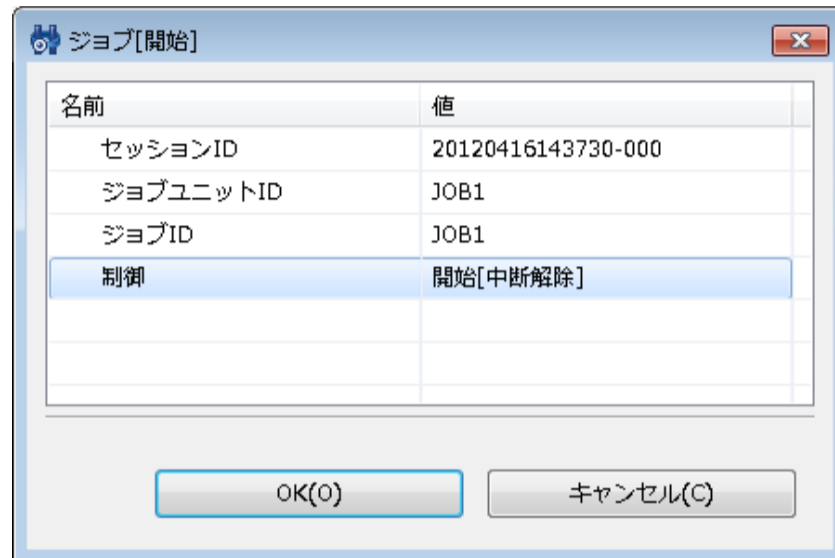 ジョブ[開始]
名前 値
セッションID 20120416143730-000
ジョブユニットID JOB1
ジョブID JOB1
制御 開始[中断解除]
OK(O) キャンセル(C)